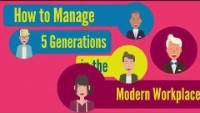 How to Manage
5 Generations
in the
Modern Workplace